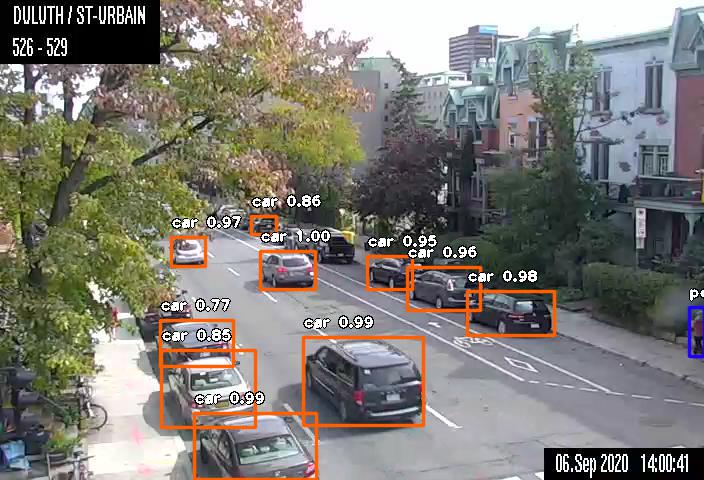 DULUTH / ST-URBAIN
526 - 529
car 0.86
car 0.97
car 1.00
car 0.95
car 0.96
car 0.98
pe
car 0.77
car 0.99
car 0.85
car 0.99
06.Sep 2020 14:00:41